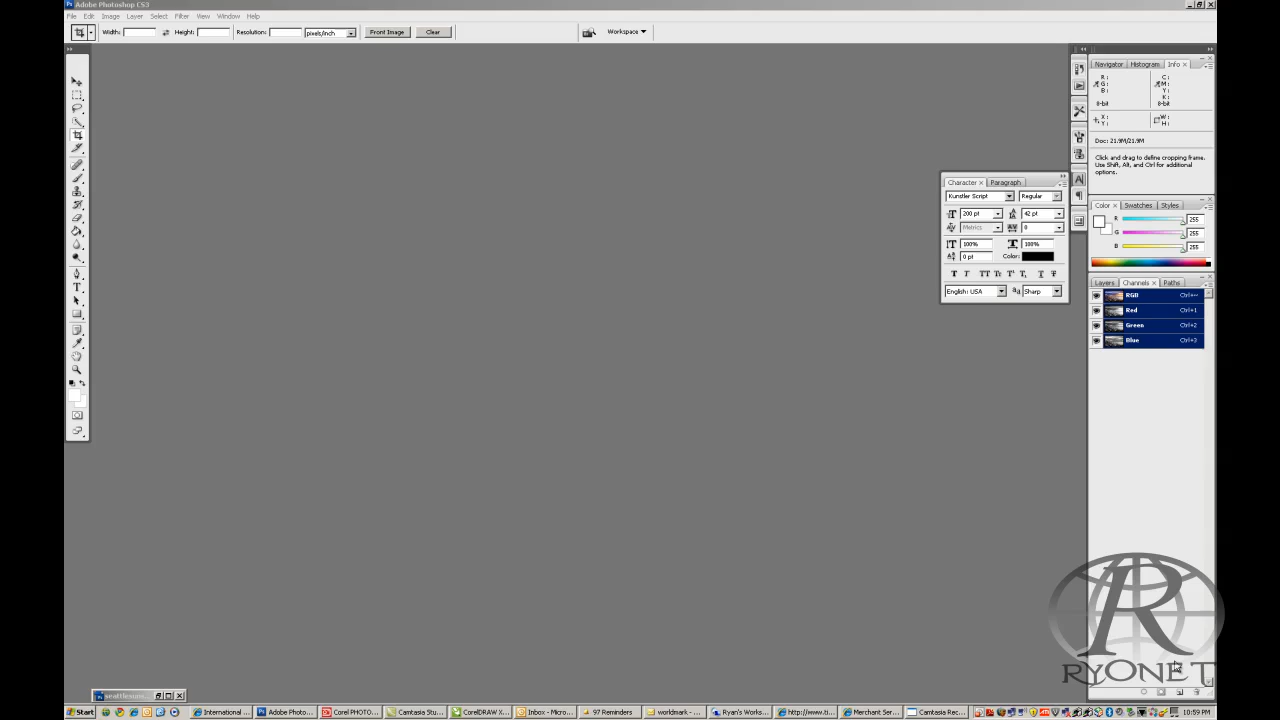 Adobe Photoshop CS3
File Edit Image Layer Select Filter View Window Help
Width: Height: Resolution: pixels/inch Front Image Clear Workspace
Navigator Histogram Info
R: C:
G: M:
B: Y:
K:
8-bit 8-bit
X: W:
Y: H:
Doc: 21.9M/21.9M
Click and drag to define cropping frame.
Use Shift, Alt, and Ctrl for additional
options.
Character Paragraph
Kunstler Script Regular
200 pt 42 pt
Metrics 0
100% 100%
0 pt Color:
English: USA aa Sharp
Color Swatches Styles
R 255
G 255
B 255
Layers Channels Paths
RGB Ctrl+~
Red Ctrl+1
Green Ctrl+2
Blue Ctrl+3
R
RYONET
Start International ... Adobe Photo... Corel PHOTO... Camtasia Stu... CorelDRAW X... Inbox - Micro... 97 Reminders worldmark - ... Ryan's Works... Merchant Serv... Camtasia Rec... 10:59 PM